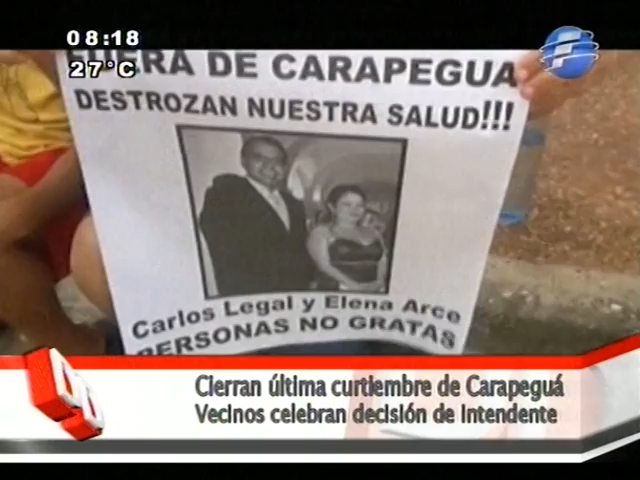 08:18
27°C
FUERA DE CARAPEGUA
DESTROZAN NUESTRA SALUD!!!
Carlos Legal y Elena Arce
PERSONAS NO GRATAS
Cierran última curtiembre de Carapeguá
Vecinos celebran decisión de Intendente